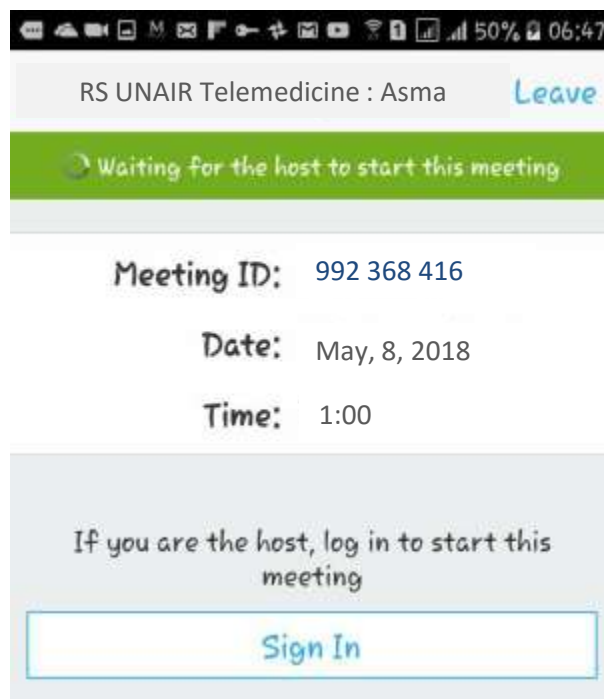 50% 06:47
RS UNAIR Telemedicine : Asma Leave
Waiting for the host to start this meeting
Meeting ID: 992 368 416
Date: May, 8, 2018
Time: 1:00
If you are the host, log in to start this
meeting
Sign In